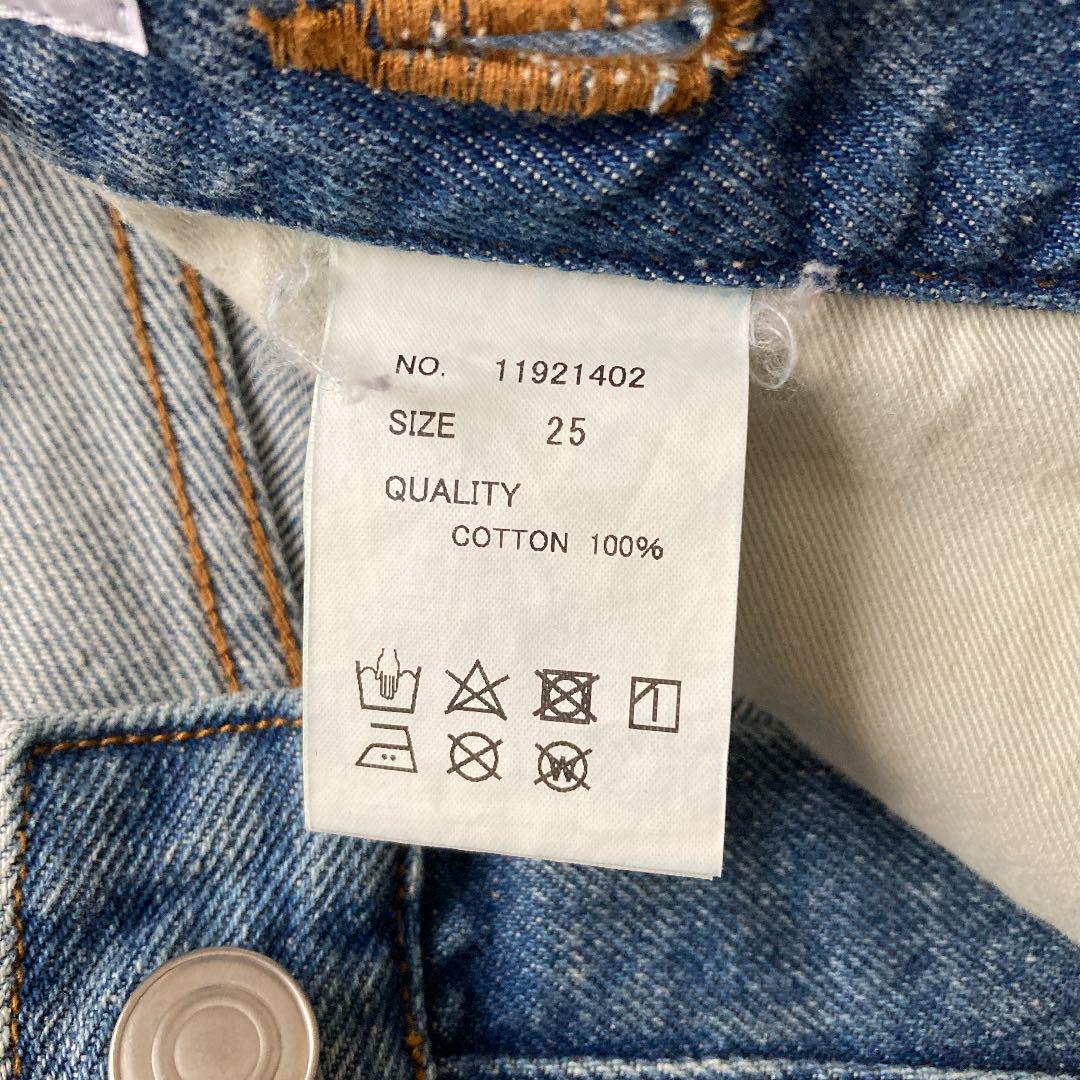 NO. 11921402
SIZE 25
QUALITY
COTTON 100%
W